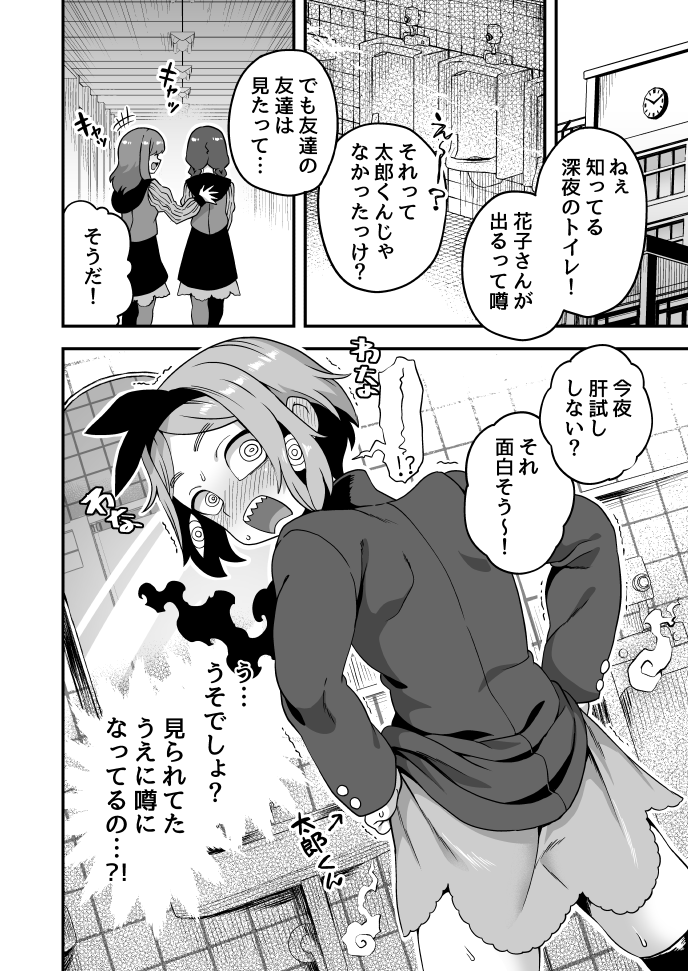 ねぇ
知ってる
深夜のトイレ！
花子さんが
出るって噂
え〜〜？
それって
太郎くんじゃ
なかったっけ？
でも友達の
友達は
見たって…
キャッ
キャッ
そうだ！
今夜
肝試し
しない？
それ
面白そう〜！
！？
わなわな
う…
うそでしょ？
見られてた
うえに噂に
なってるの…?!
太郎くん